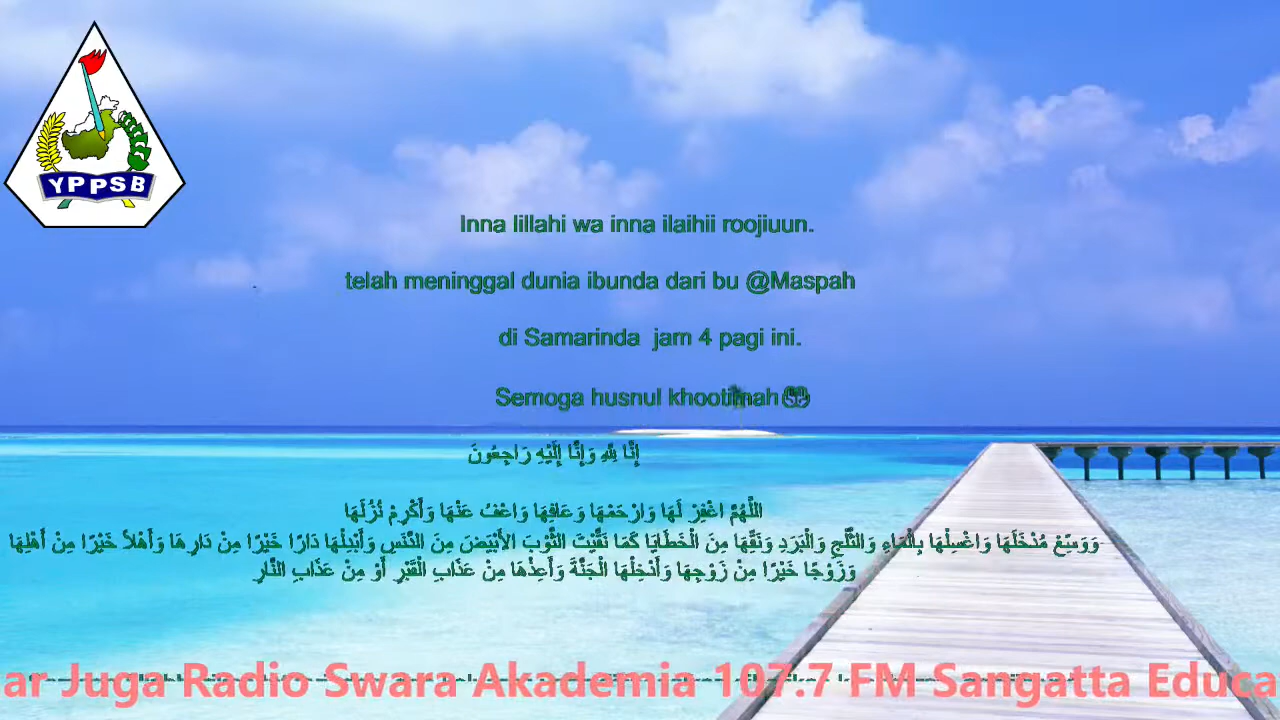 YPPSB
Inna lillahi wa inna ilaihii roojiuun.
telah meninggal dunia ibunda dari bu @Maspah
di Samarinda jam 4 pagi ini.
Semoga husnul khootimah
إِنَّا لِلَّهِ وَإِنَّا إِلَيْهِ رَاجِعُونَ
اللَّهُمَّ اغْفِرْ لَهَا وَارْحَمْهَا وَعَافِهَا وَاعْفُ عَنْهَا وَأَكْرِمْ نُزُلَهَا
وَوَسِّعْ مُدْخَلَهَا وَاغْسِلْهَا بِالْمَاءِ وَالثَّلْجِ وَالْبَرَدِ وَنَقِّهَا مِنَ الْخَطَايَا كَمَا نَقَّيْتَ الثَّوْبَ الأَبْيَضَ مِنَ الدَّنَسِ وَأَبْدِلْهَا دَارًا خَيْرًا مِنْ دَارِهَا وَأَهْلاً خَيْرًا مِنْ أَهْلِهَا
وَزَوْجًا خَيْرًا مِنْ زَوْجِهَا وَأَدْخِلْهَا الْجَنَّةَ وَأَعِذْهَا مِنْ عَذَابِ الْقَبْرِ أَوْ مِنْ عَذَابِ النَّارِ
ar Juga Radio Swara Akademia 107.7 FM Sangatta Educa